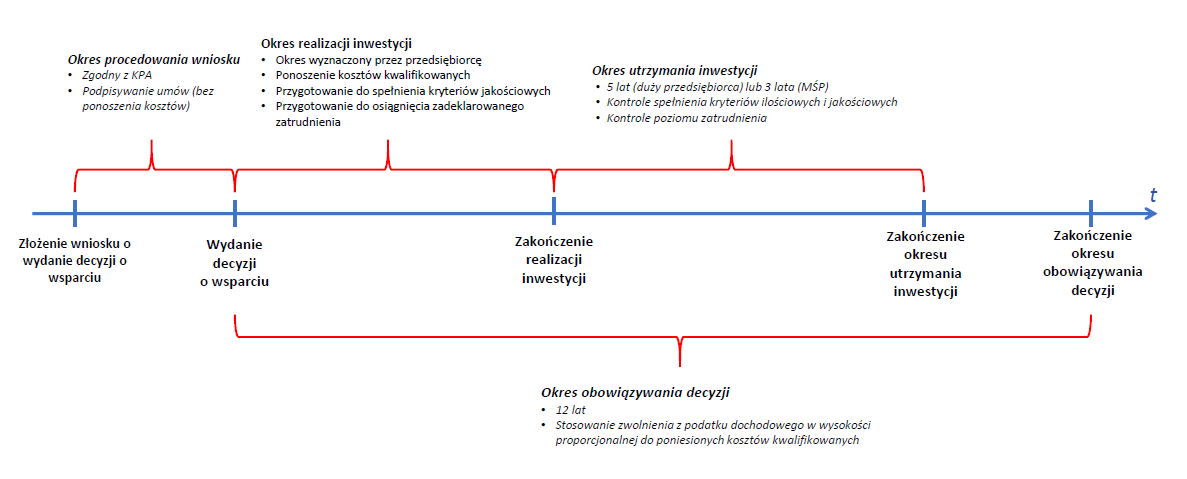 Okres procedowania wniosku
• Zgodny z KPA
• Podpisywanie umów (bez
ponoszenia kosztów)
Okres realizacji inwestycji
• Okres wyznaczony przez przedsiębiorcę
• Ponoszenie kosztów kwalifikowanych
• Przygotowanie do spełnienia kryteriów jakościowych
• Przygotowanie do osiągnięcia zadeklarowanego
zatrudnienia
Okres utrzymania inwestycji
• 5 lat (duży przedsiębiorca) lub 3 lata (MŚP)
• Kontrole spełnienia kryteriów ilościowych i jakościowych
• Kontrole poziomu zatrudnienia
t
Złożenie wniosku o
wydanie decyzji o
wsparciu
Wydanie
decyzji
o wsparciu
Zakończenie
realizacji
inwestycji
Zakończenie
okresu
utrzymania
inwestycji
Zakończenie
okresu
obowiązywania
decyzji
Okres obowiązywania decyzji
• 12 lat
• Stosowanie zwolnienia z podatku dochodowego w wysokości
proporcjonalnej do poniesionych kosztów kwalifikowanych